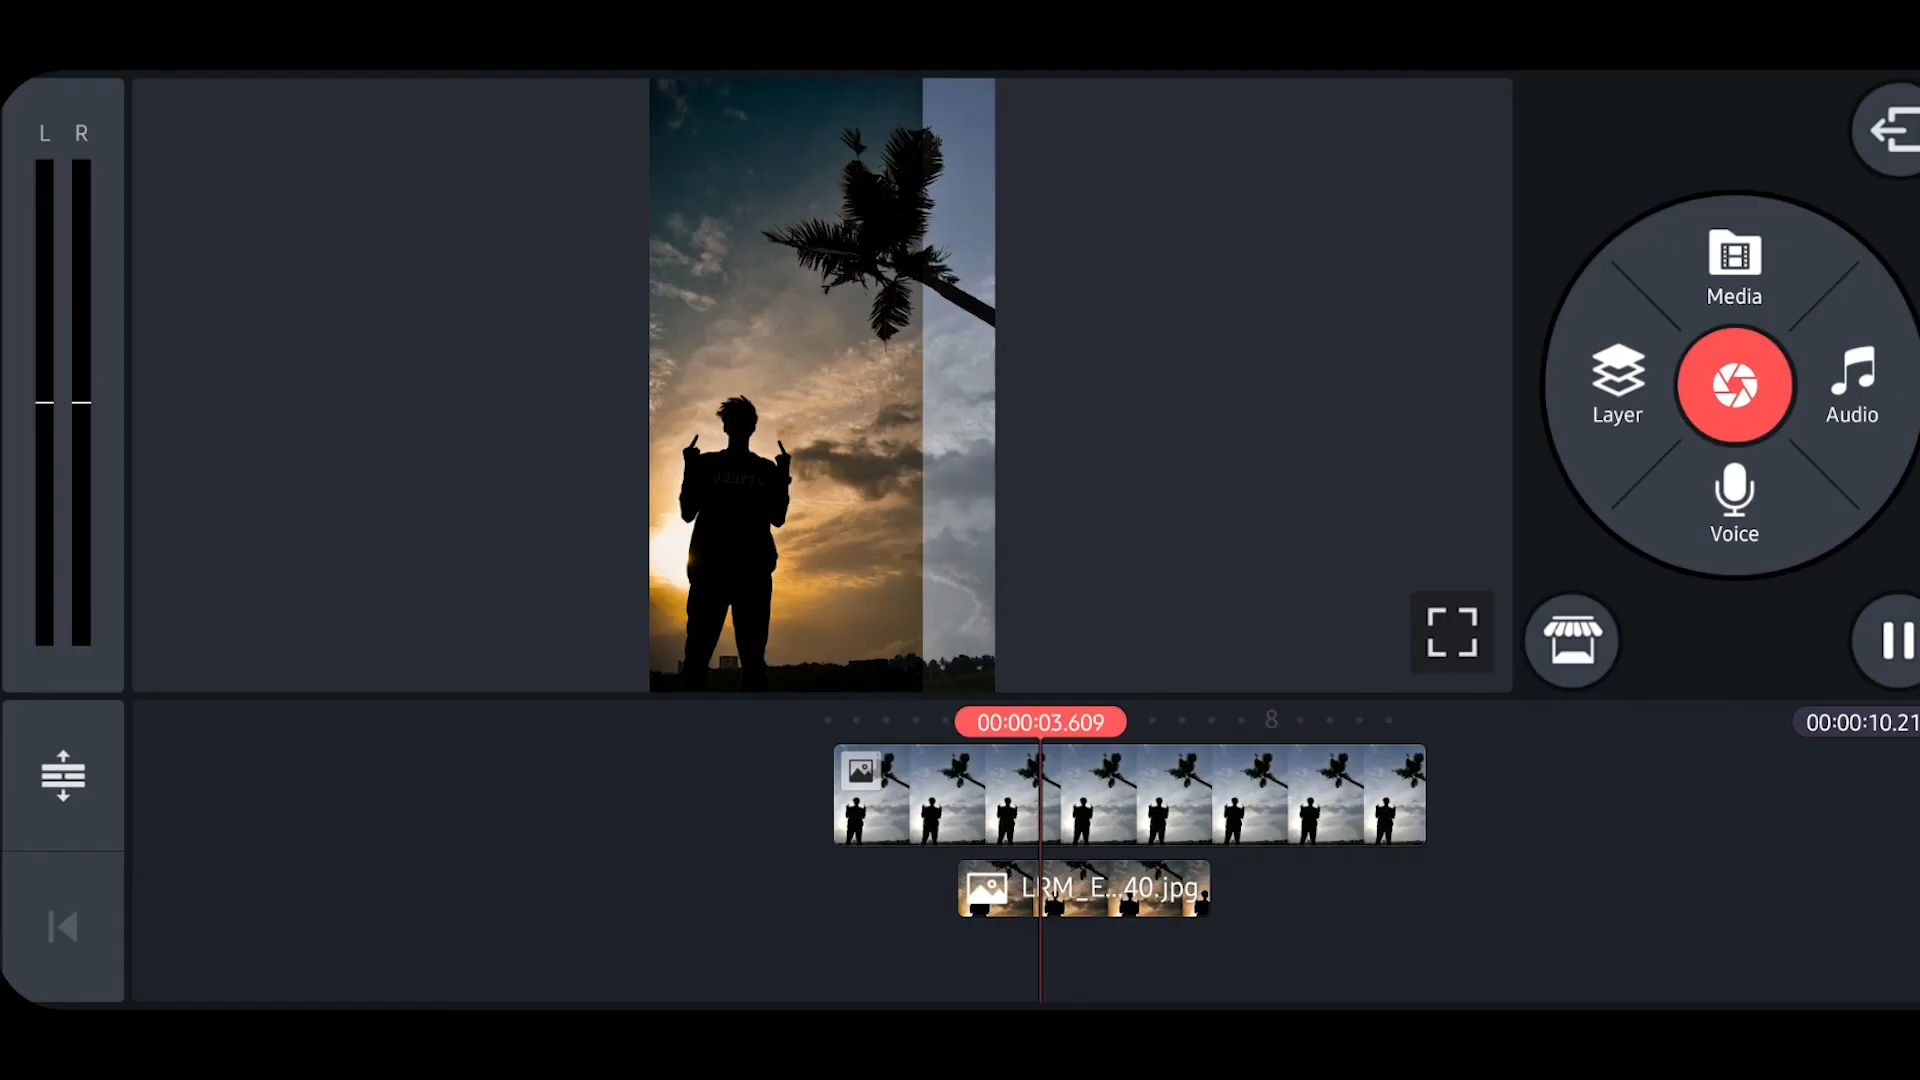 L R
Media
Layer
Audio
Voice
00:00:03.609
8
00:00:10.21
LRM_E...40.jpg